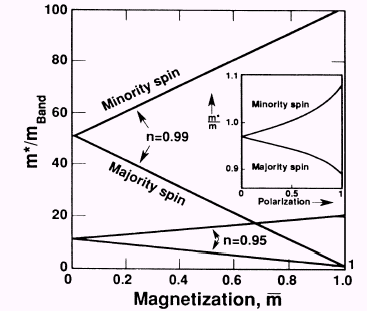 100
80
60
40
20
0
m*/mBand
Minority spin
n=0.99
Majority spin
n=0.95
1.1
1.0
0.9
m*
m
Minority spin
Majority spin
0 0.5 1
Polarization
1
0 0.2 0.4 0.6 0.8 1.0
Magnetization, m̅